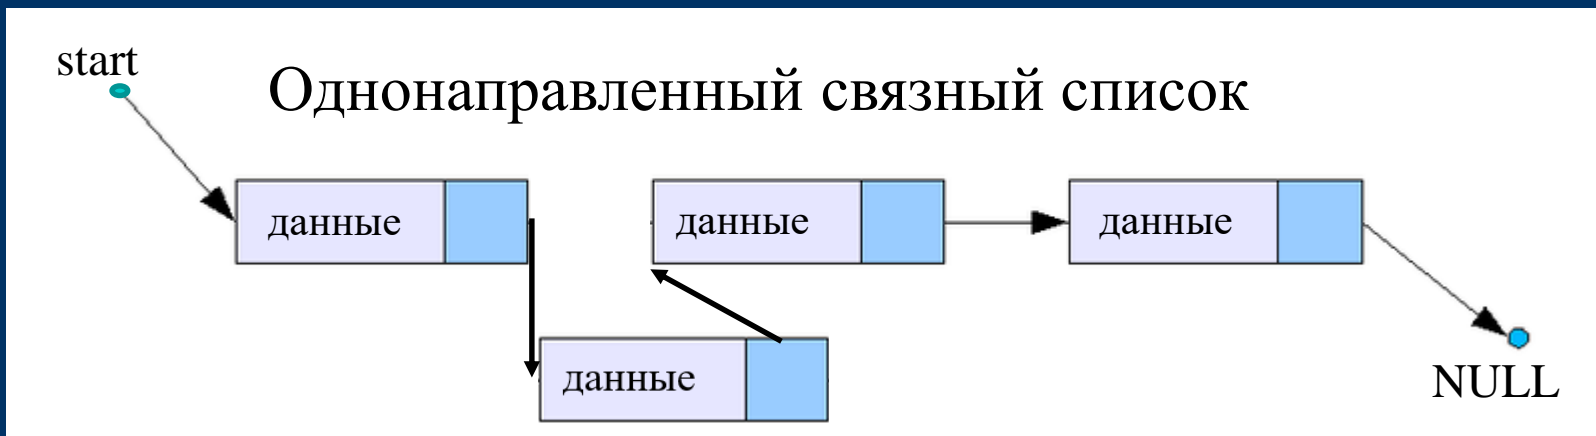 start
Однонаправленный связный список
данные
данные
данные
данные
NULL